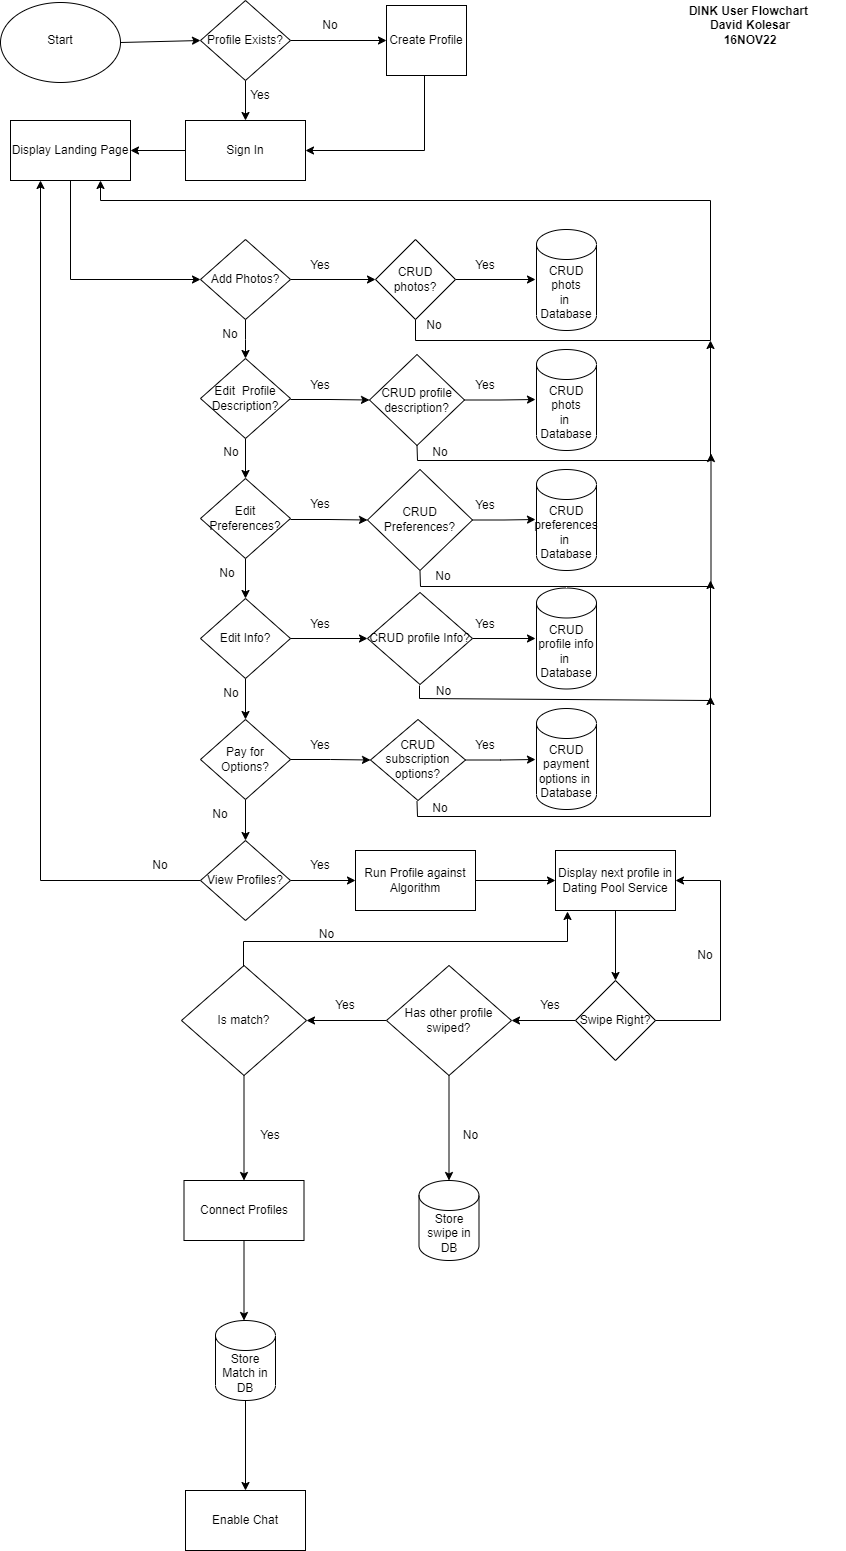 DINK User Flowchart
David Kolesar
16NOV22
Start
Profile Exists?
No
Create Profile
Yes
Display Landing Page
Sign In
Add Photos?
Yes
CRUD
photos?
Yes
CRUD
phots
in
Database
No
No
Edit  Profile
Description?
Yes
CRUD profile
description?
Yes
CRUD
phots
in
Database
No
No
Edit
Preferences?
Yes
CRUD
Preferences?
Yes
CRUD
preferences
in
Database
No
No
Edit Info?
Yes
CRUD profile Info?
Yes
CRUD
profile info
in
Database
No
No
Pay for
Options?
Yes
CRUD
subscription
options?
Yes
CRUD
payment
options in
Database
No
No
No
View Profiles?
Yes
Run Profile against
Algorithm
Display next profile in
Dating Pool Service
No
No
Is match?
Yes
Has other profile
swiped?
Yes
Swipe Right?
Yes
No
Connect Profiles
Store
swipe in
DB
Store
Match in
DB
Enable Chat